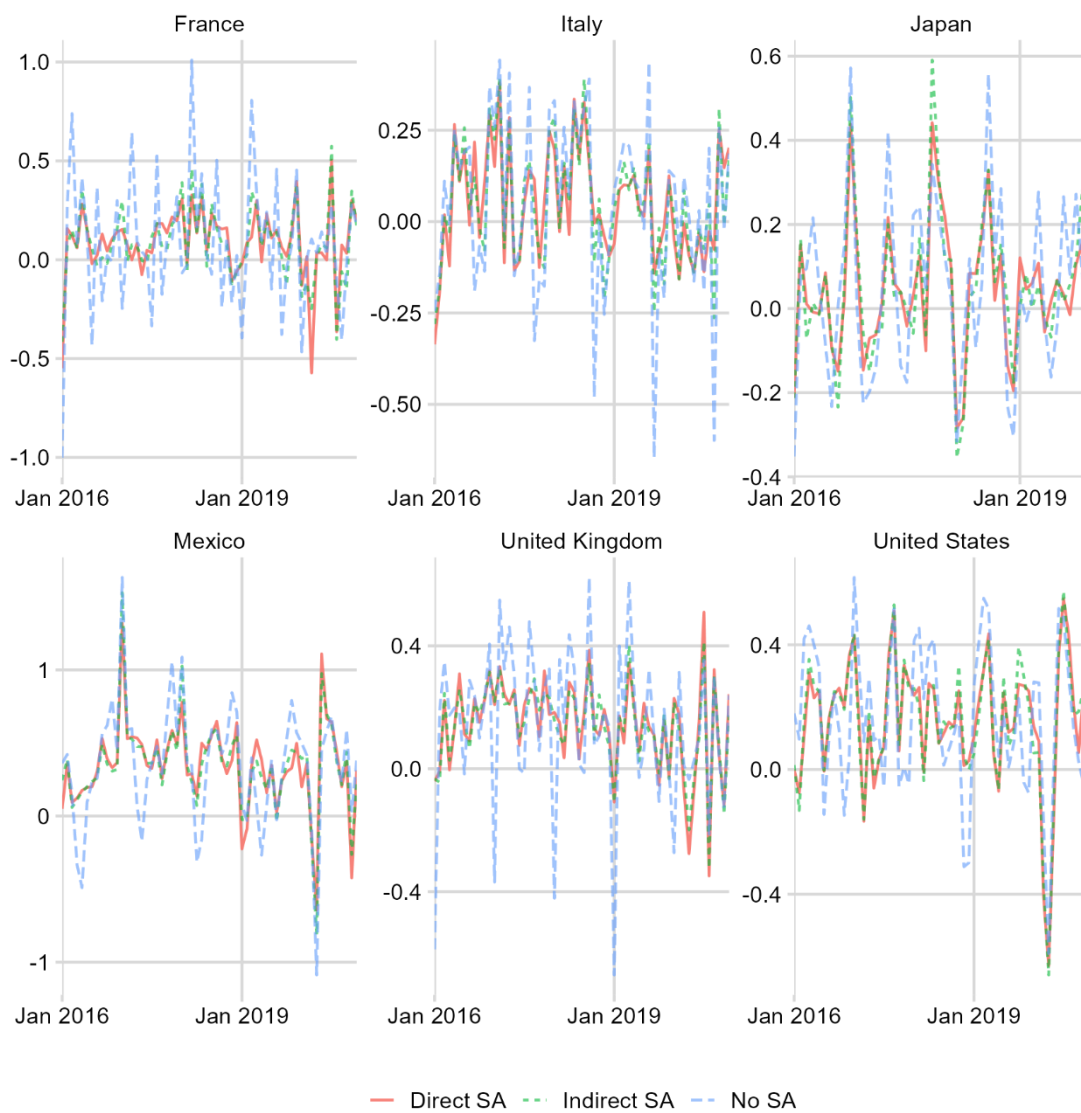 France
Italy
Japan
1.0
0.5
0.0
-0.5
-1.0
0.25
0.00
-0.25
-0.50
0.6
0.4
0.2
0.0
-0.2
-0.4
Jan 2016
Jan 2019
Jan 2016
Jan 2019
Jan 2016
Jan 2019
Mexico
United Kingdom
United States
1
0
-1
0.4
0.0
-0.4
0.4
0.0
-0.4
Jan 2016
Jan 2019
Jan 2016
Jan 2019
Jan 2016
Jan 2019
Direct SA
Indirect SA
No SA